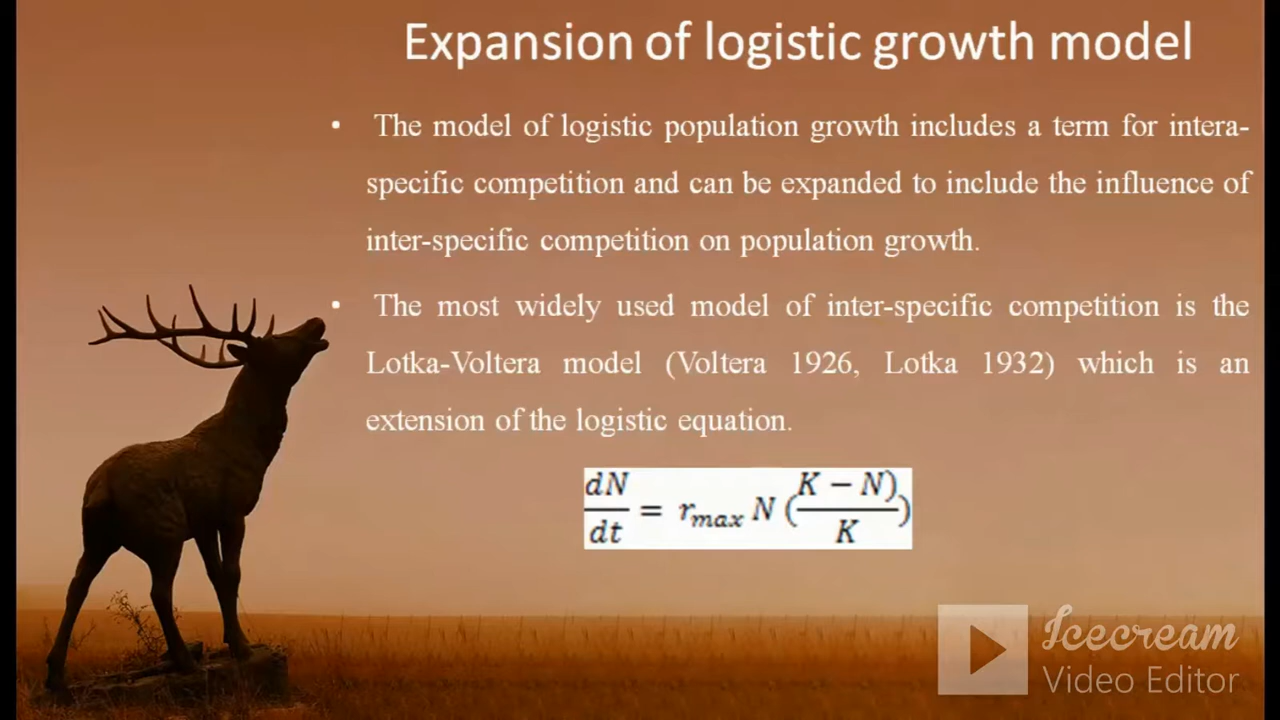 Expansion of logistic growth model
• The model of logistic population growth includes a term for intera-
specific competition and can be expanded to include the influence of
inter-specific competition on population growth.
• The most widely used model of inter-specific competition is the
Lotka-Voltera model (Voltera 1926, Lotka 1932) which is an
extension of the logistic equation.
dN/dt = r_max N ((K − N)/K)
Icecream
Video Editor